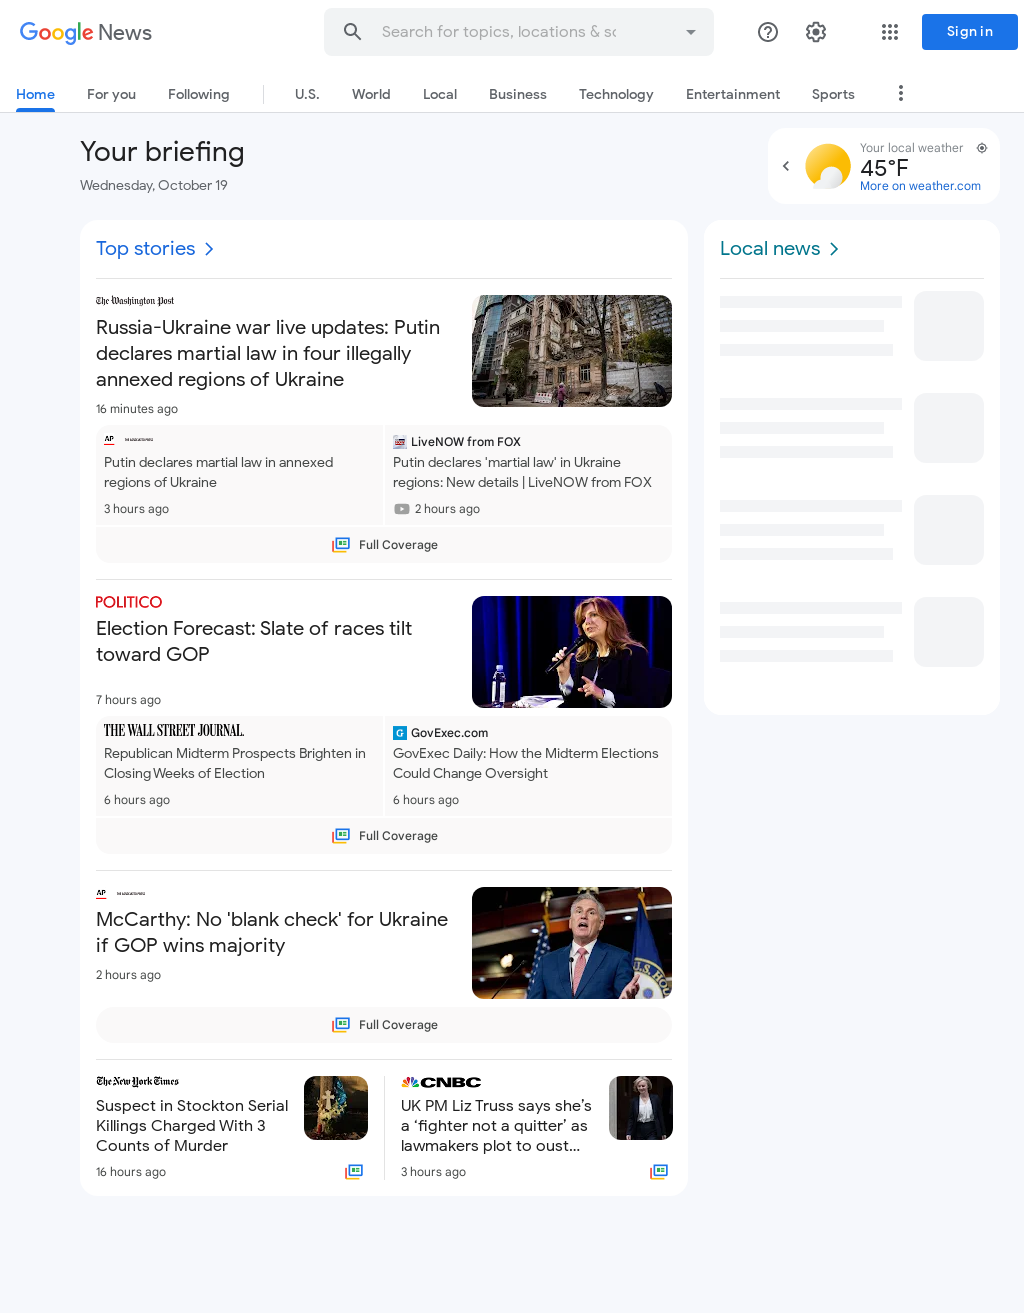 Google News
Search for topics, locations & so
Sign in
Home For you Following U.S. World Local Business Technology Entertainment Sports
Your briefing
Wednesday, October 19
Your local weather
45°F
More on weather.com
Top stories
The Washington Post
Russia-Ukraine war live updates: Putin
declares martial law in four illegally
annexed regions of Ukraine
16 minutes ago
AP THE ASSOCIATED PRESS
Putin declares martial law in annexed
regions of Ukraine
3 hours ago
LiveNOW from FOX
Putin declares 'martial law' in Ukraine
regions: New details | LiveNOW from FOX
2 hours ago
Full Coverage
POLITICO
Election Forecast: Slate of races tilt
toward GOP
7 hours ago
THE WALL STREET JOURNAL.
Republican Midterm Prospects Brighten in
Closing Weeks of Election
6 hours ago
G GovExec.com
GovExec Daily: How the Midterm Elections
Could Change Oversight
6 hours ago
Full Coverage
AP THE ASSOCIATED PRESS
McCarthy: No 'blank check' for Ukraine
if GOP wins majority
2 hours ago
Full Coverage
The New York Times
Suspect in Stockton Serial
Killings Charged With 3
Counts of Murder
16 hours ago
CNBC
UK PM Liz Truss says she’s
a ‘fighter not a quitter’ as
lawmakers plot to oust...
3 hours ago
Local news